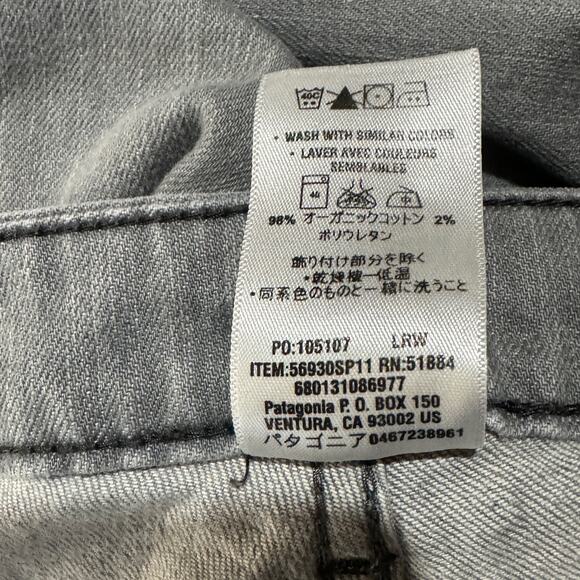 40C
• WASH WITH SIMILAR COLORS
• LAVER AVEC COULEURS
SEMBLABLES
40
98% オーガニックコットン 2%
ポリウレタン
飾り付け部分を除く
・乾燥機一低温
・同系色のものと一緒に洗うこと
PO:105107 LRW
ITEM:56930SP11 RN:51884
680131086977
Patagonia P. O. BOX 150
VENTURA, CA 93002 US
パタゴニア 0467238961